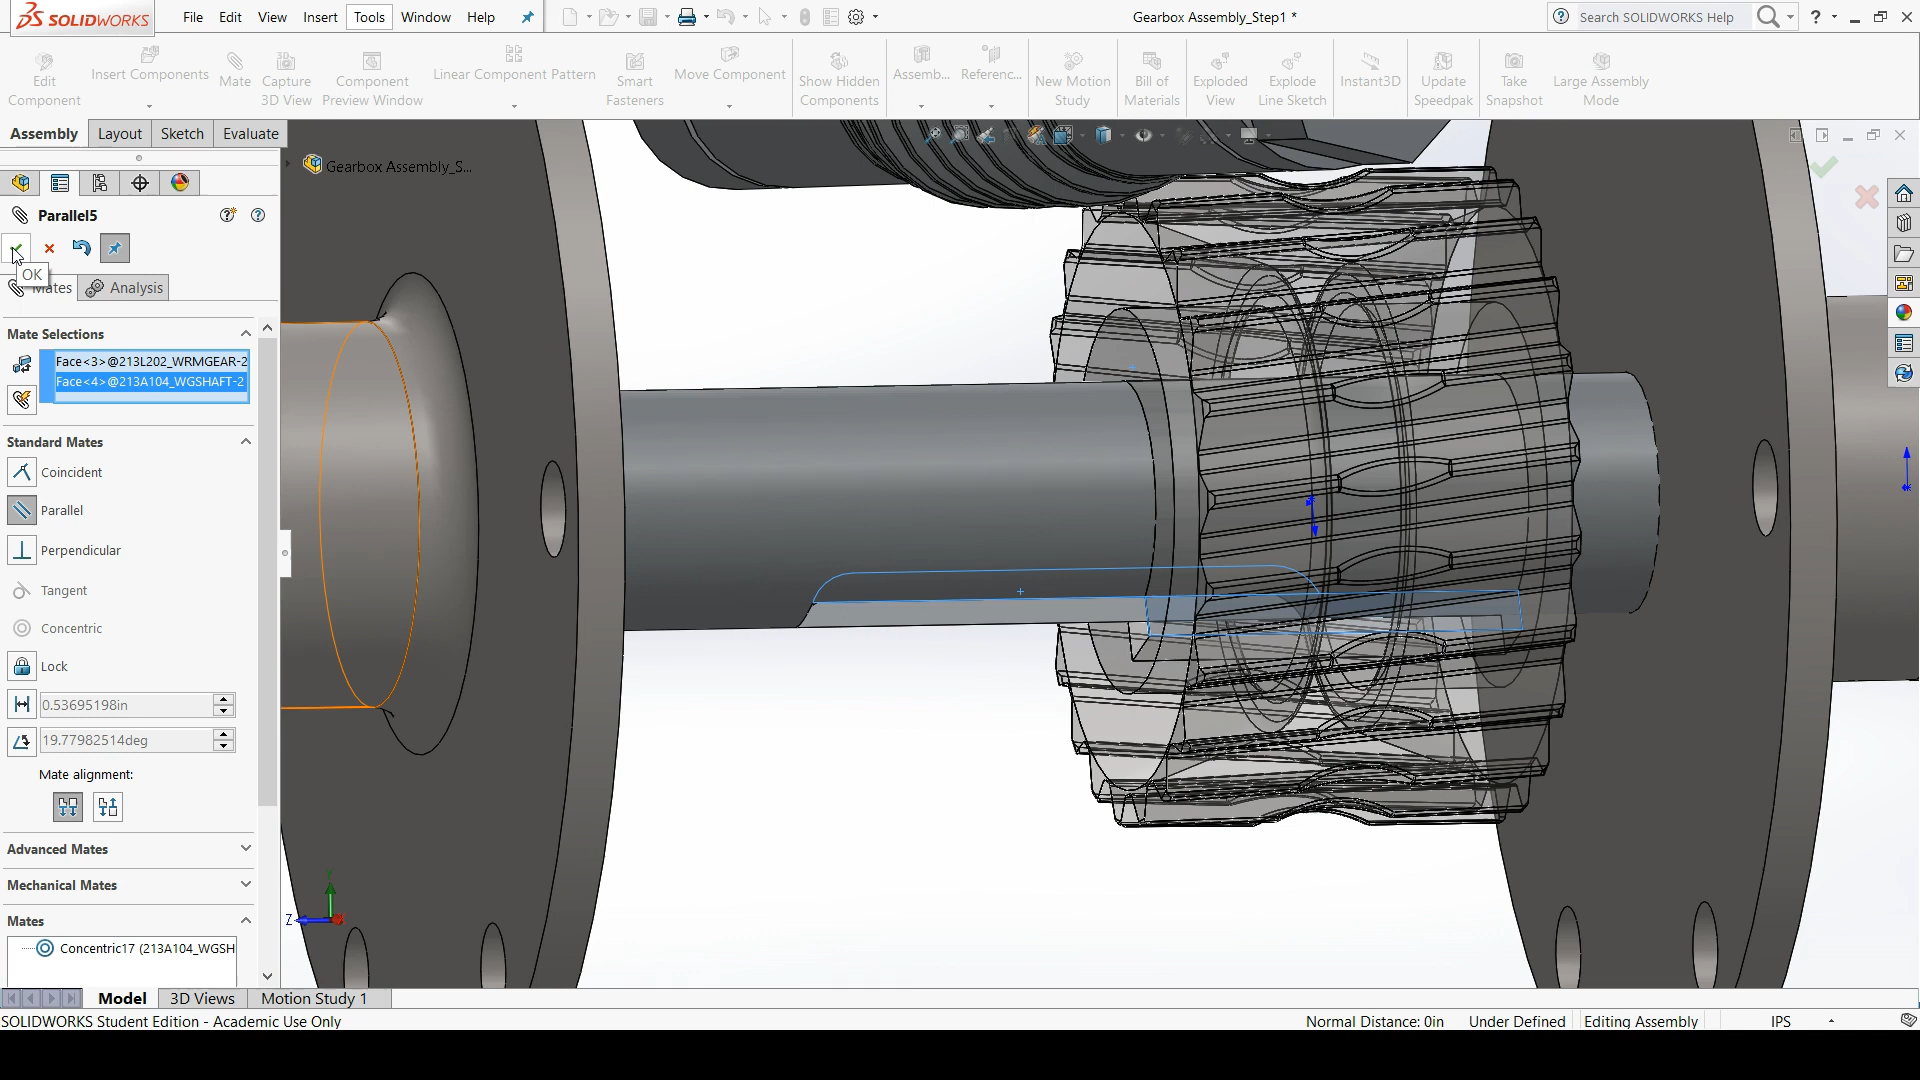 SOLIDWORKS
File Edit View Insert Tools Window Help
Gearbox Assembly_Step1 *
Search SOLIDWORKS Help
Edit Component
Insert Components
Mate
Capture 3D View
Component Preview Window
Linear Component Pattern
Smart Fasteners
Move Component
Show Hidden Components
Assemb...
Referenc...
New Motion Study
Bill of Materials
Exploded View
Explode Line Sketch
Instant3D
Update Speedpak
Take Snapshot
Large Assembly Mode
Assembly Layout Sketch Evaluate
Gearbox Assembly_S...
Parallel5
OK
Mates Analysis
Mate Selections
Face<3>@213L202_WRMGEAR-2
Face<4>@213A104_WGSHAFT-2
Standard Mates
Coincident
Parallel
Perpendicular
Tangent
Concentric
Lock
0.53695198in
19.77982514deg
Mate alignment:
Advanced Mates
Mechanical Mates
Mates
Concentric17 (213A104_WGSH
Y
Z
Model 3D Views Motion Study 1
SOLIDWORKS Student Edition - Academic Use Only
Normal Distance: 0in Under Defined Editing Assembly IPS